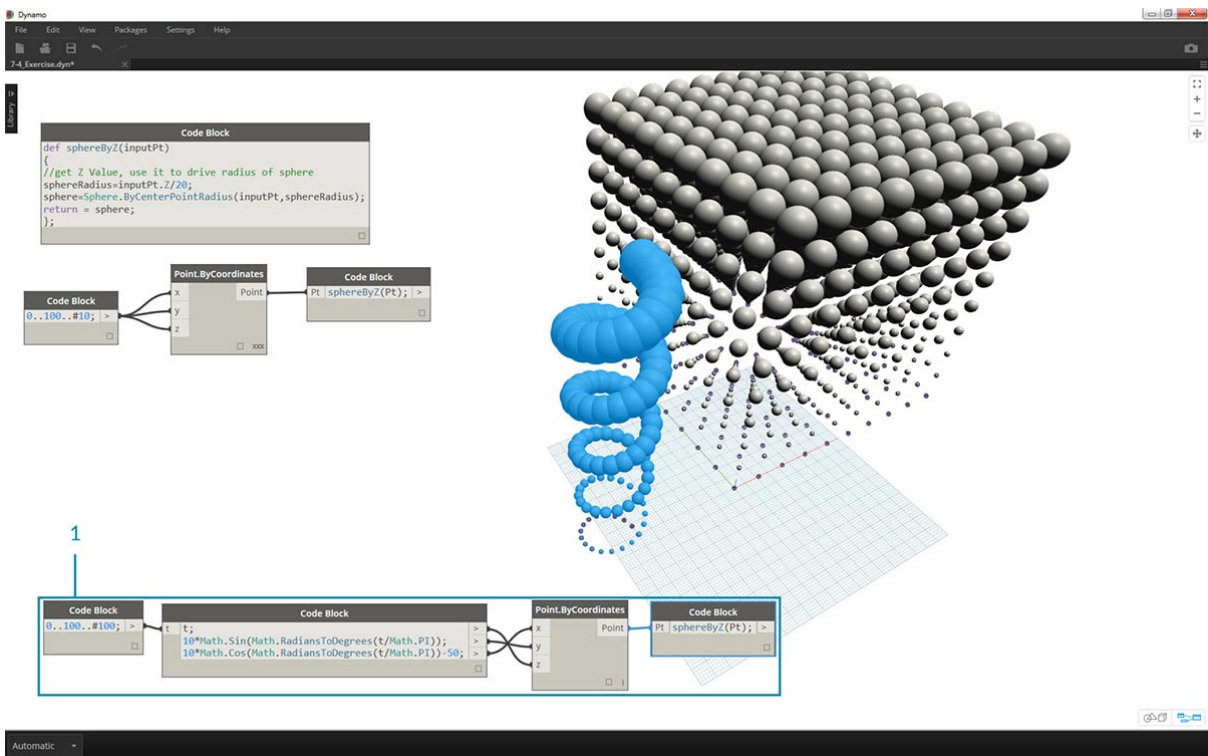 Dynamo
File Edit View Packages Settings Help
7-4_Exercise.dyn*
Library
Code Block
def sphereByZ(inputPt)
{
//get Z Value, use it to drive radius of sphere
sphereRadius=inputPt.Z/20;
sphere=Sphere.ByCenterPointRadius(inputPt,sphereRadius);
return = sphere;
};
Code Block
0..100..#10; >
Point.ByCoordinates
x Point
y
z
xxx
Code Block
Pt sphereByZ(Pt); >
1
Code Block
0..100..#100; >
Code Block
t t; >
10*Math.Sin(Math.RadiansToDegrees(t/Math.PI)); >
10*Math.Cos(Math.RadiansToDegrees(t/Math.PI))-50; >
Point.ByCoordinates
x Point
y
z
l
Code Block
Pt sphereByZ(Pt); >
Automatic